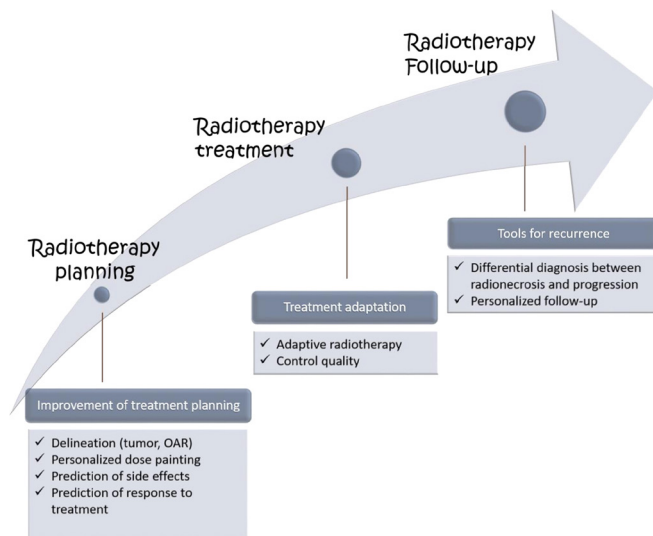 Radiotherapy
Follow-up
Radiotherapy
treatment
Radiotherapy
planning
Tools for recurrence
✓ Differential diagnosis between
radionecrosis and progression
✓ Personalized follow-up
Treatment adaptation
✓ Adaptive radiotherapy
✓ Control quality
Improvement of treatment planning
✓ Delineation (tumor, OAR)
✓ Personalized dose painting
✓ Prediction of side effects
✓ Prediction of response to
treatment